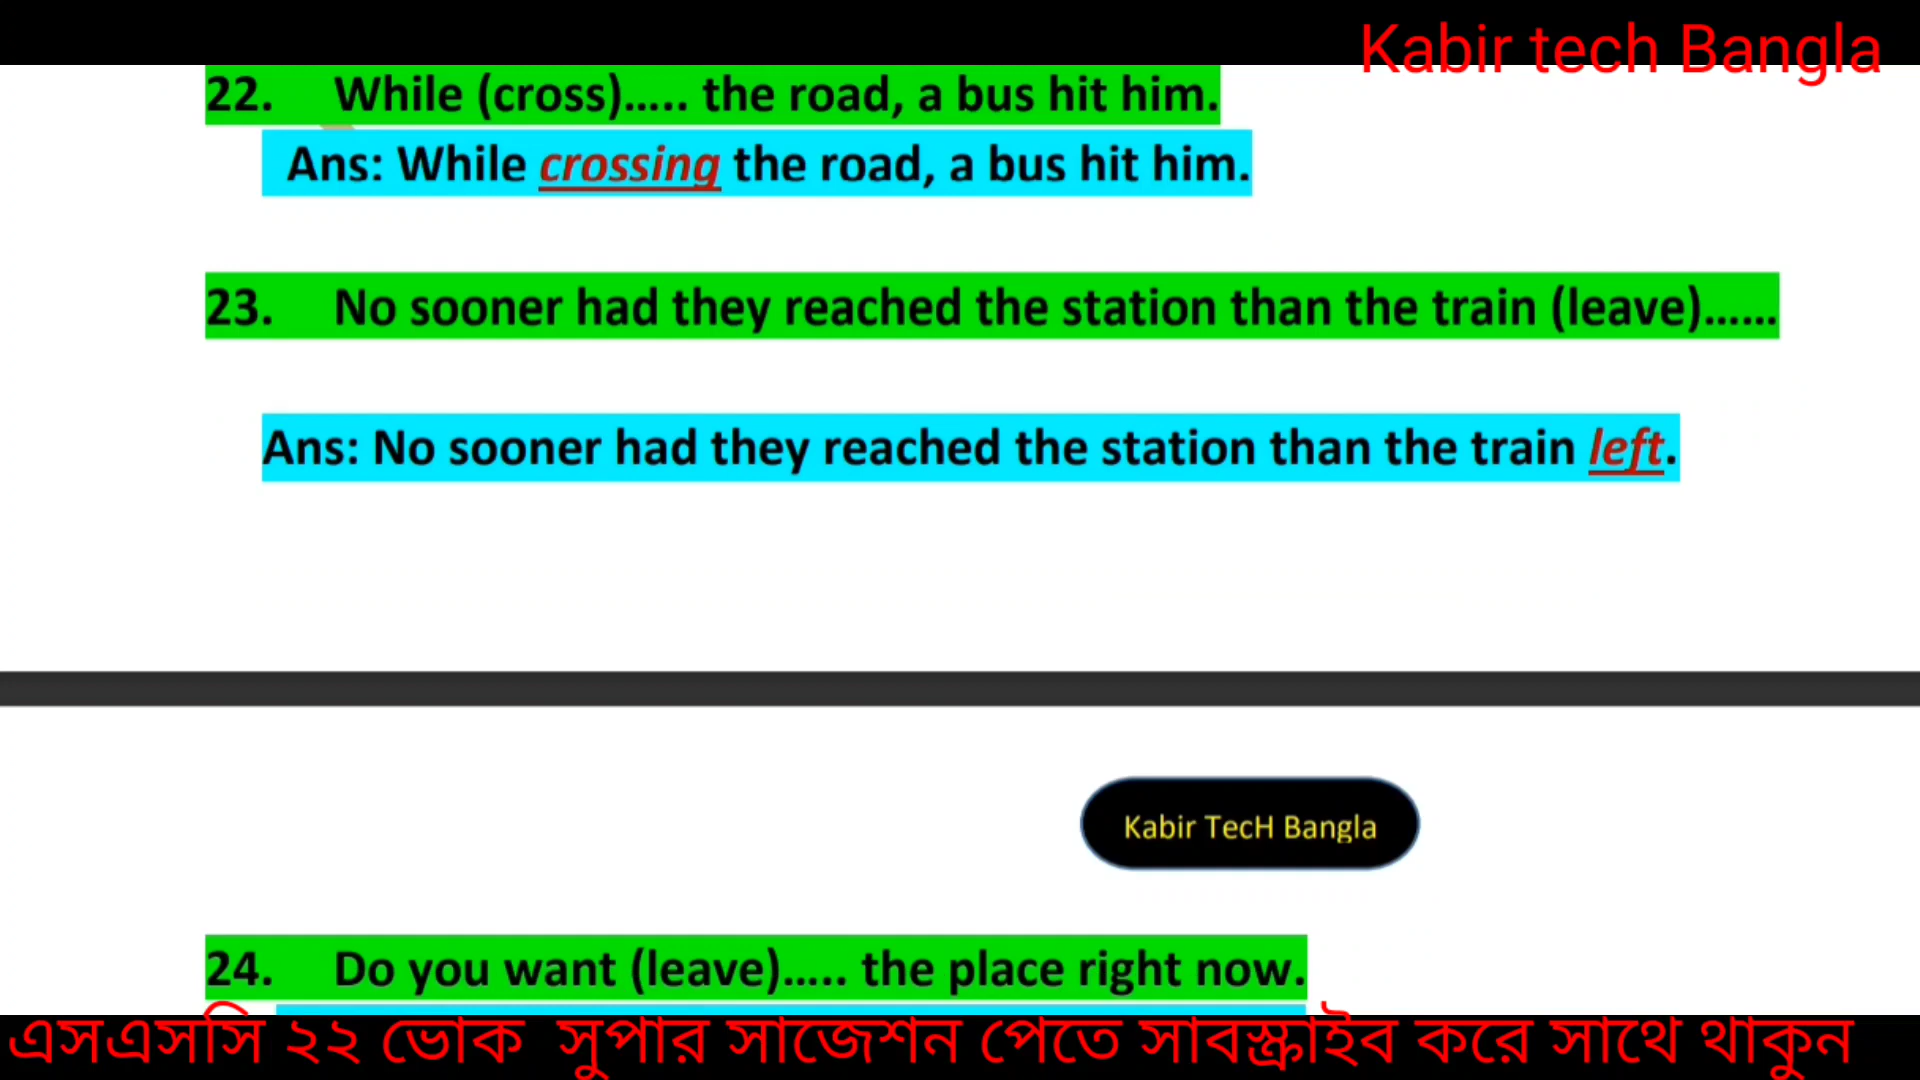 Kabir tech Bangla
22. While (cross)..... the road, a bus hit him.
Ans: While crossing the road, a bus hit him.
23. No sooner had they reached the station than the train (leave)......
Ans: No sooner had they reached the station than the train left.
Kabir TecH Bangla
24. Do you want (leave)..... the place right now.
এসএসসি ২২ ভোক সুপার সাজেশন পেতে সাবস্ক্রাইব করে সাথে থাকুন